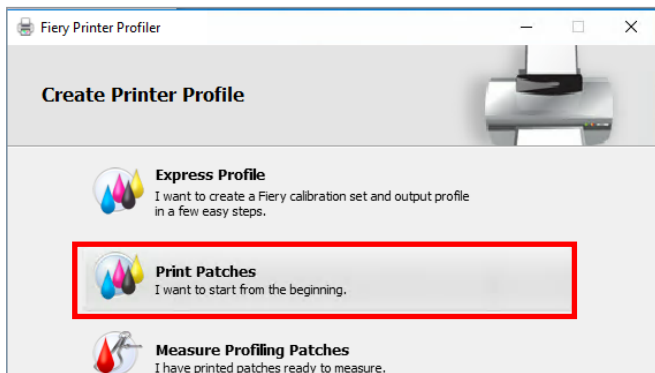 Fiery Printer Profiler
Create Printer Profile
Express Profile
I want to create a Fiery calibration set and output profile
in a few easy steps.
Print Patches
I want to start from the beginning.
Measure Profiling Patches
I have printed patches ready to measure.